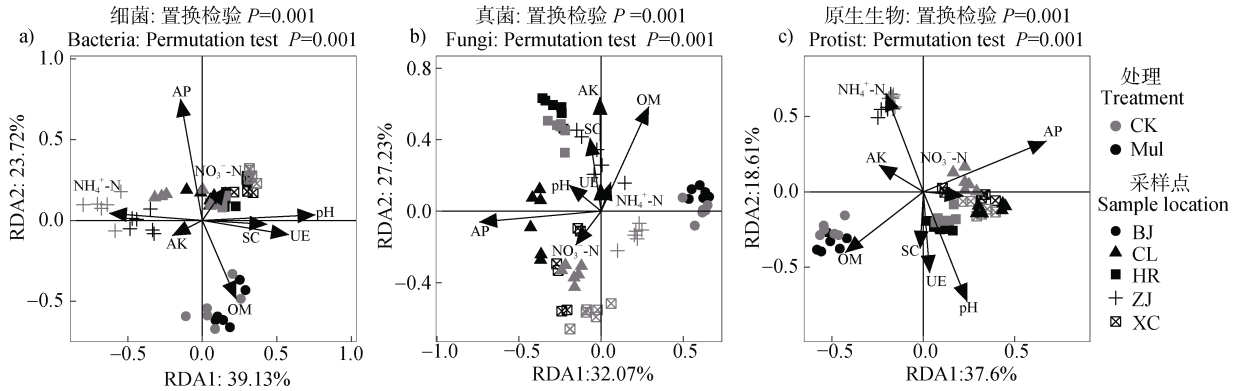 细菌: 置换检验 P=0.001
a) Bacteria: Permutation test P=0.001
1.0
0.5
0.0
−0.5
RDA2: 23.72%
AP
NO₃⁻-N
NH₄⁺-N
pH
SC
UE
AK
OM
−0.5
0.0
0.5
1.0
RDA1: 39.13%
真菌: 置换检验 P =0.001
b) Fungi: Permutation test P=0.001
0.8
0.4
0.0
−0.4
RDA2: 27.23%
AK
OM
SC
pH
UE
NH₄⁺-N
AP
NO₃⁻-N
−1.0
−0.5
0.0
0.5
RDA1:32.07%
原生生物: 置换检验 P=0.001
c) Protist: Permutation test P=0.001
0.5
0.0
−0.5
RDA2:18.61%
NH₄⁺-N
AP
AK
NO₃⁻-N
OM
SC
UE
pH
−0.5
0.0
0.5
RDA1:37.6%
处理
Treatment
CK
Mul
采样点
Sample location
BJ
CL
HR
ZJ
XC